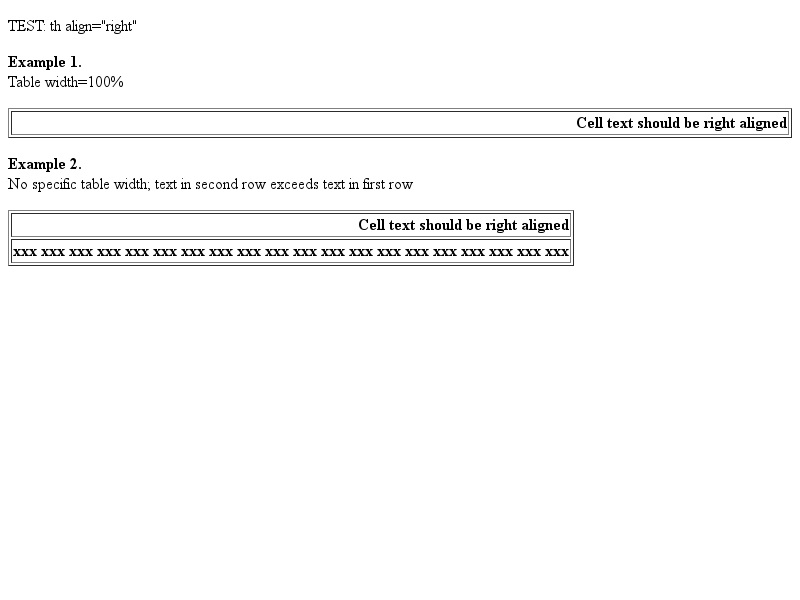 TEST: th align="right"
Example 1.
Table width=100%
Cell text should be right aligned
Example 2.
No specific table width; text in second row exceeds text in first row
Cell text should be right aligned
xxx xxx xxx xxx xxx xxx xxx xxx xxx xxx xxx xxx xxx xxx xxx xxx xxx xxx xxx xxx